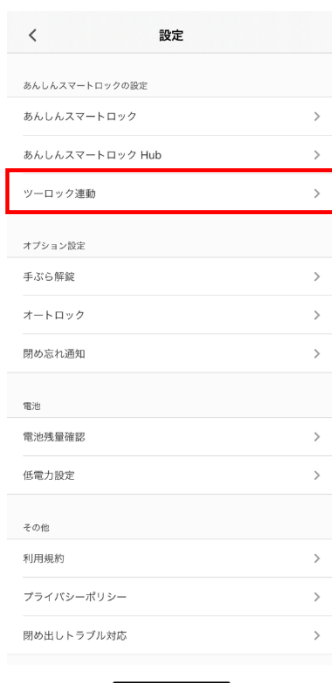 設定
あんしんスマートロックの設定
あんしんスマートロック
あんしんスマートロック Hub
ツーロック連動
オプション設定
手ぶら解錠
オートロック
閉め忘れ通知
電池
電池残量確認
低電力設定
その他
利用規約
プライバシーポリシー
閉め出しトラブル対応